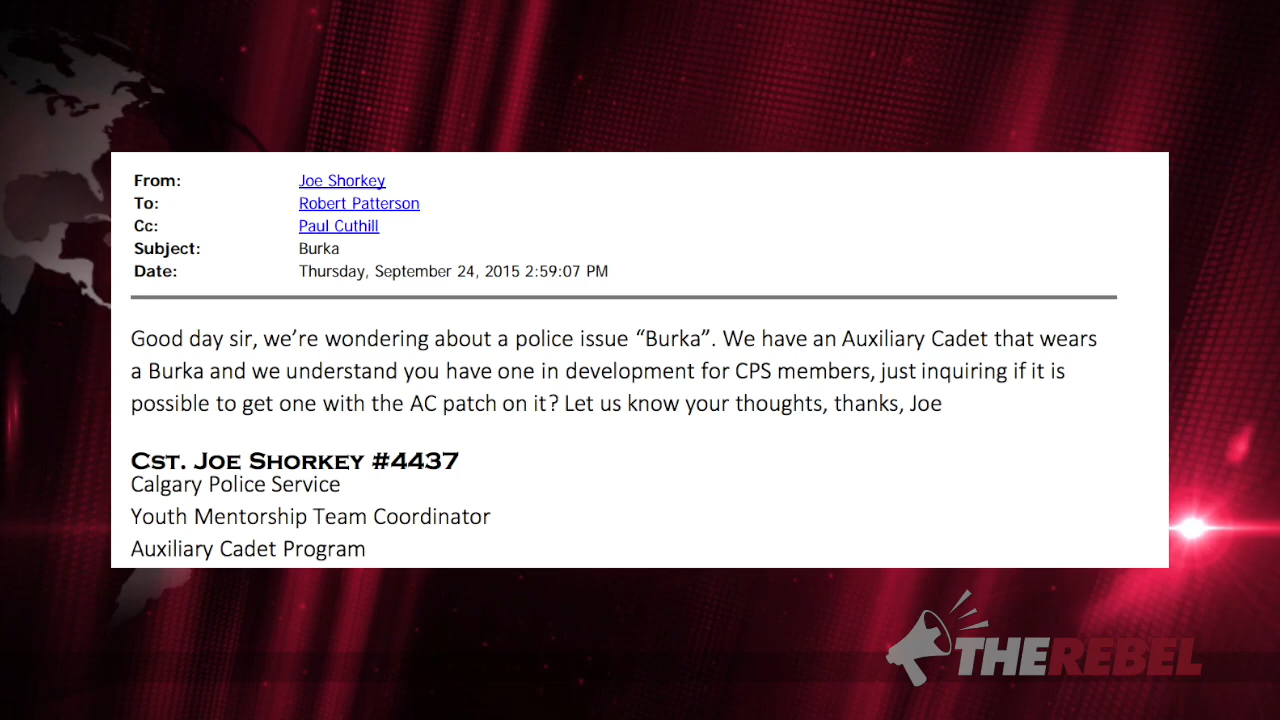 From: Joe Shorkey
To: Robert Patterson
Cc: Paul Cuthill
Subject: Burka
Date: Thursday, September 24, 2015 2:59:07 PM
Good day sir, we’re wondering about a police issue “Burka”. We have an Auxiliary Cadet that wears
a Burka and we understand you have one in development for CPS members, just inquiring if it is
possible to get one with the AC patch on it? Let us know your thoughts, thanks, Joe
CST. JOE SHORKEY #4437
Calgary Police Service
Youth Mentorship Team Coordinator
Auxiliary Cadet Program
THEREBEL